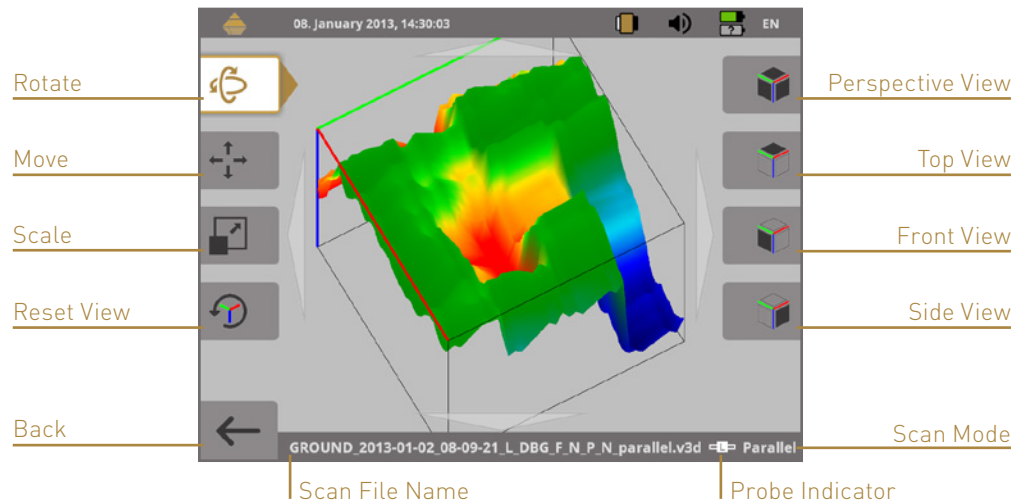 08. January 2013, 14:30:03
EN
?
Rotate
Move
Scale
Reset View
Back
Perspective View
Top View
Front View
Side View
Scan Mode
GROUND_2013-01-02_08-09-21_L_DBG_F_N_P_N_parallel.v3d
L
Parallel
Scan File Name
Probe Indicator